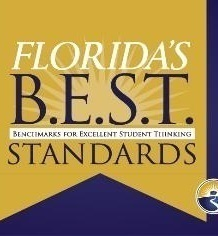 FLORIDA'S
B.E.S.T.
BENCHMARKS FOR EXCELLENT STUDENT THINKING
STANDARDS